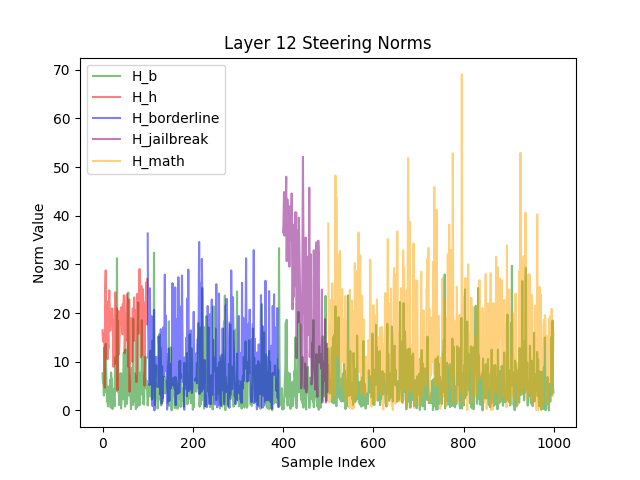 Layer 12 Steering Norms
H_b
H_h
H_borderline
H_jailbreak
H_math
Norm Value
70
60
50
40
30
20
10
0
0 200 400 600 800 1000
Sample Index